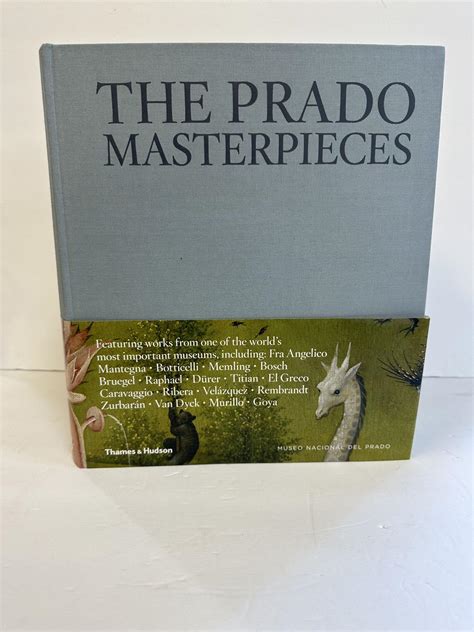 THE PRADO
MASTERPIECES
Featuring works from one of the world's
most important museums, including: Fra Angelico
Mantegna · Botticelli · Memling · Bosch
Bruegel · Raphael · Dürer · Titian · El Greco
Caravaggio · Ribera · Velázquez · Rembrandt
Zurbarán · Van Dyck · Murillo · Goya
Thames & Hudson
MUSEO NACIONAL DEL PRADO